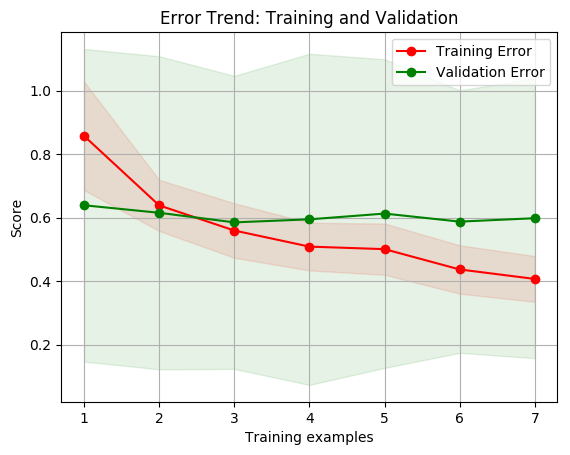 Error Trend: Training and Validation
Training Error
Validation Error
Score
1.0
0.8
0.6
0.4
0.2
1 2 3 4 5 6 7
Training examples